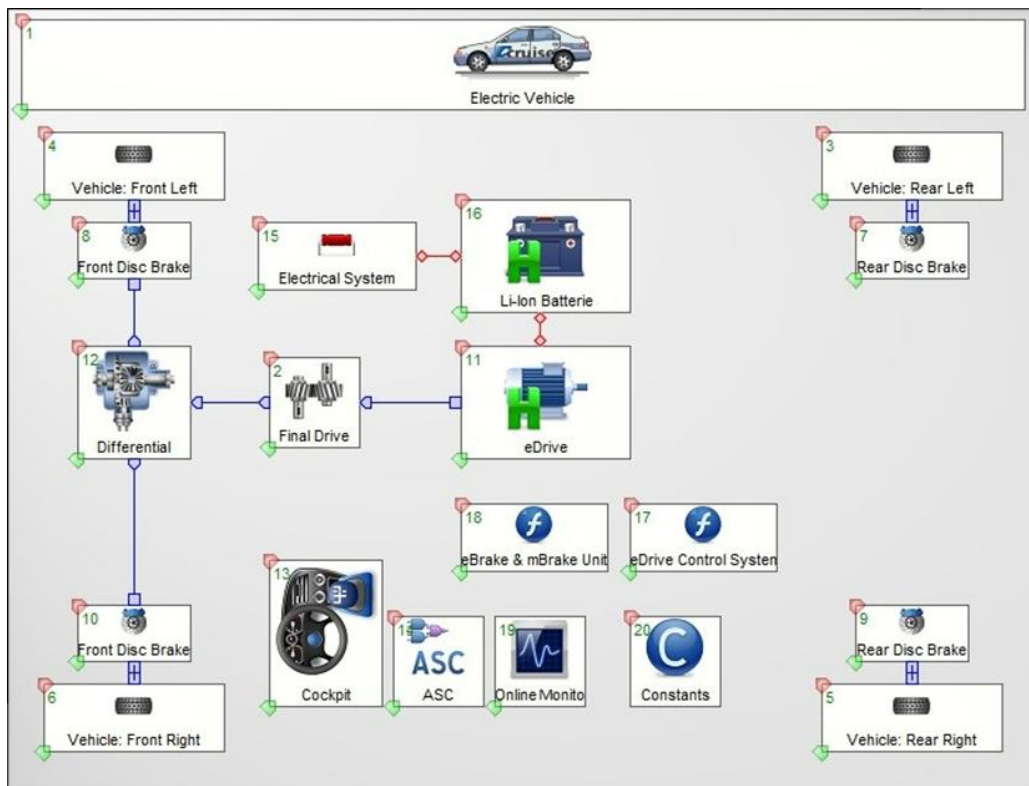 1
cruise
Electric Vehicle
4
Vehicle: Front Left
3
Vehicle: Rear Left
8
Front Disc Brake
15
Electrical System
16
H
Li-Ion Batterie
7
Rear Disc Brake
12
Differential
2
Final Drive
11
H
eDrive
18
eBrake & mBrake Unit
17
eDrive Control System
13
Cockpit
10
Front Disc Brake
ASC
ASC
19
Online Monito
20
C
Constants
9
Rear Disc Brake
6
Vehicle: Front Right
5
Vehicle: Rear Right